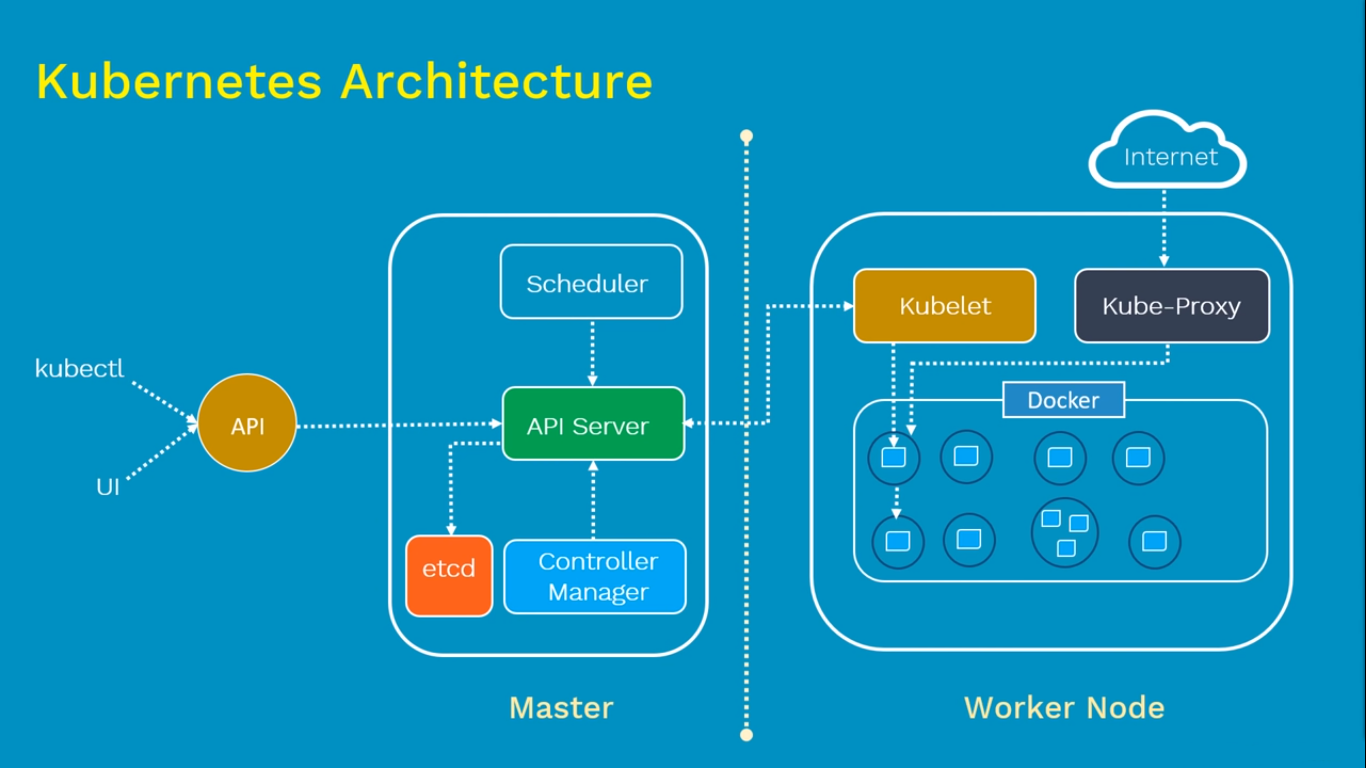 Kubernetes Architecture
Internet
Scheduler
Kubelet
Kube-Proxy
kubectl
API
API Server
Docker
UI
etcd
Controller
Manager
Master
Worker Node